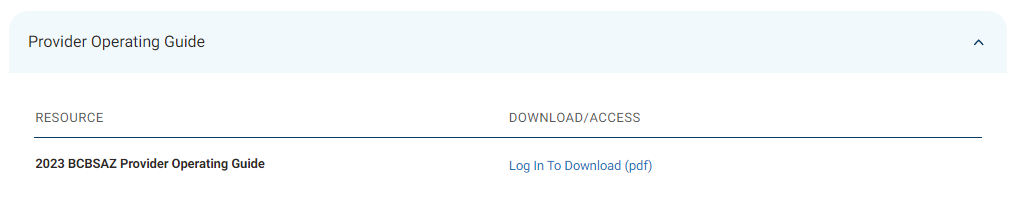 Provider Operating Guide
RESOURCE DOWNLOAD/ACCESS
2023 BCBSAZ Provider Operating Guide Log In To Download (pdf)